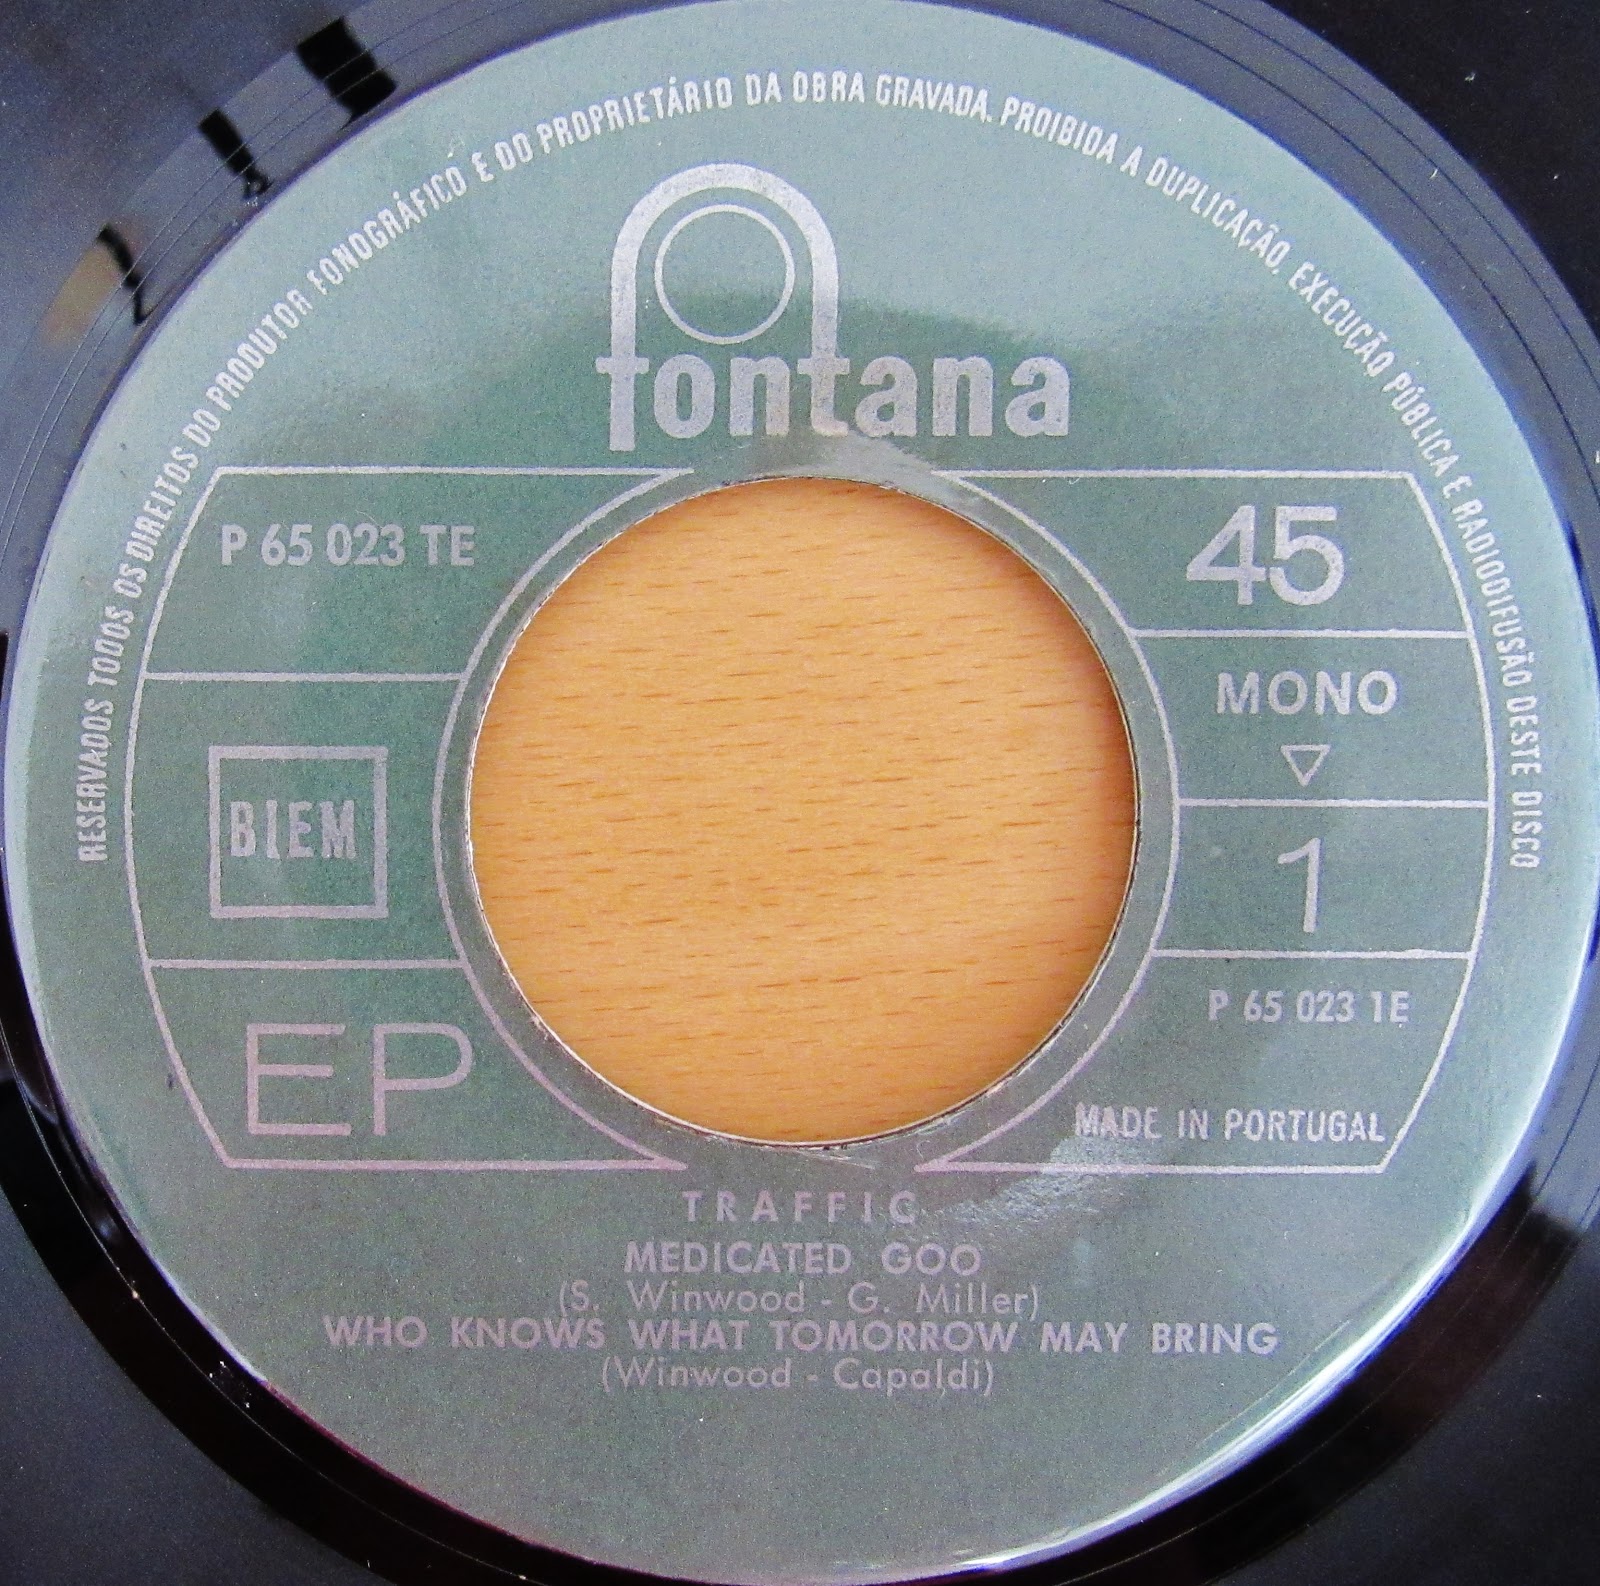 RESERVADOS TODOS OS DIREITOS DO PRODUTOR FONOGRÁFICO E DO PROPRIETÁRIO DA OBRA GRAVADA. PROIBIDA A DUPLICAÇÃO, EXECUÇÃO PÚBLICA E RADIODIFUSÃO DESTE DISCO
fontana
P 65 023 TE
45
MONO
BIEM
1
EP
P 65 023 1E
MADE IN PORTUGAL
TRAFFIC
MEDICATED GOO
(S. Winwood - G. Miller)
WHO KNOWS WHAT TOMORROW MAY BRING
(Winwood - Capaldi)